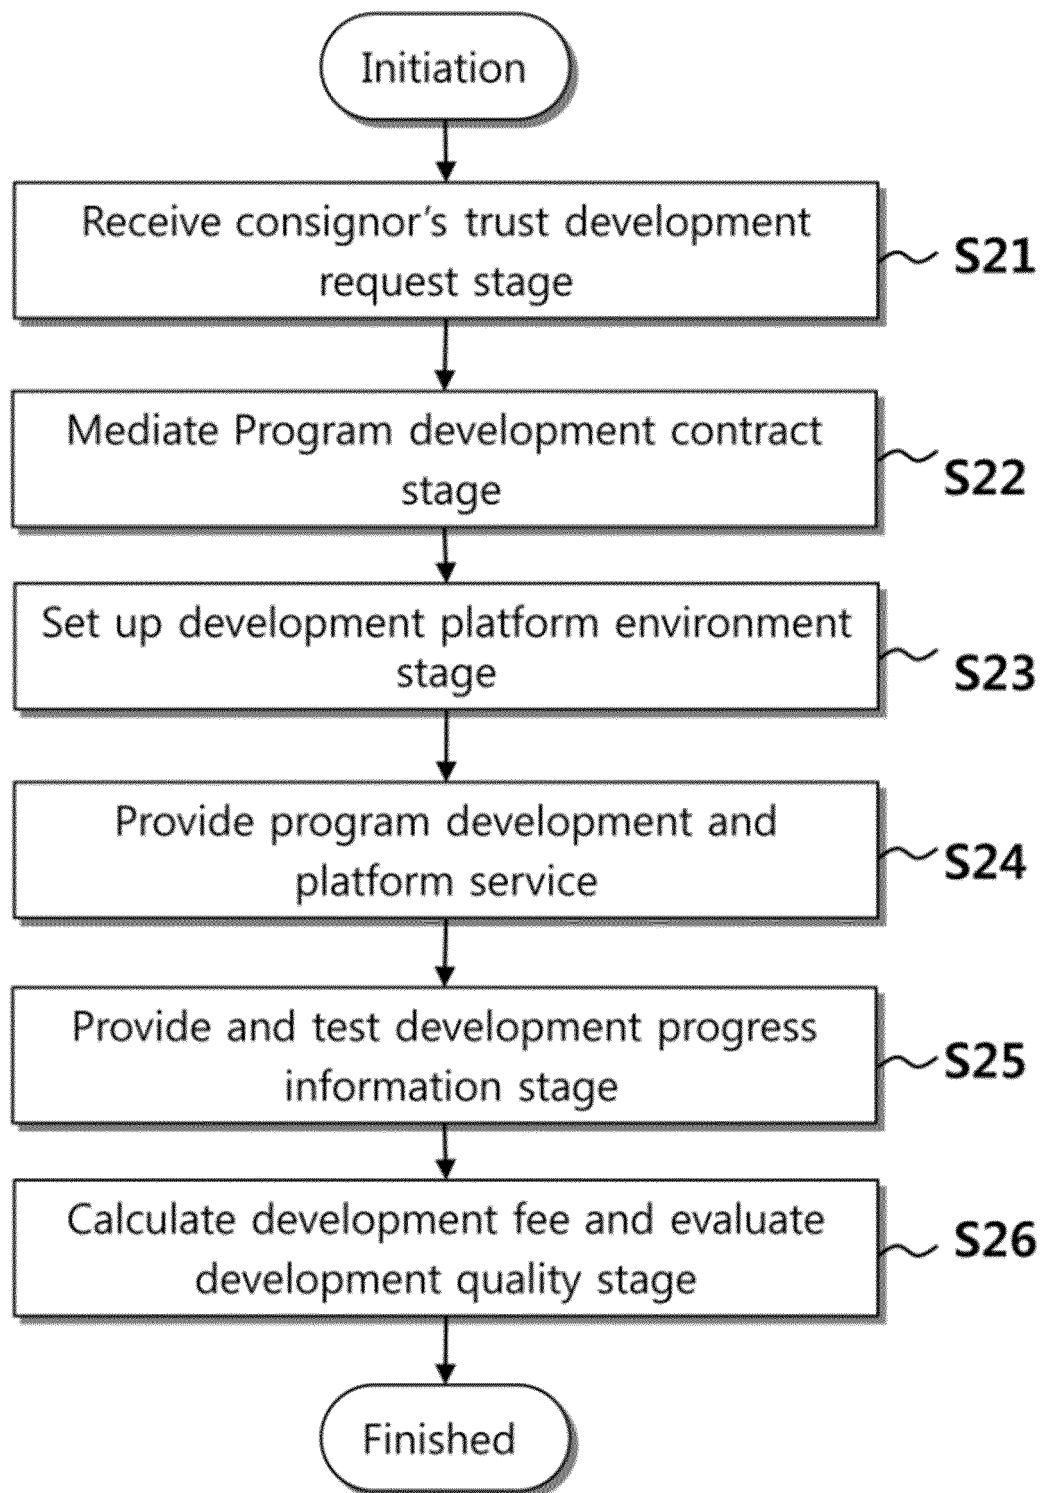 Initiation
Receive consignor's trust development
request stage
S21
Mediate Program development contract
stage
S22
Set up development platform environment
stage
S23
Provide program development and
platform service
S24
Provide and test development progress
information stage
S25
Calculate development fee and evaluate
development quality stage
S26
Finished